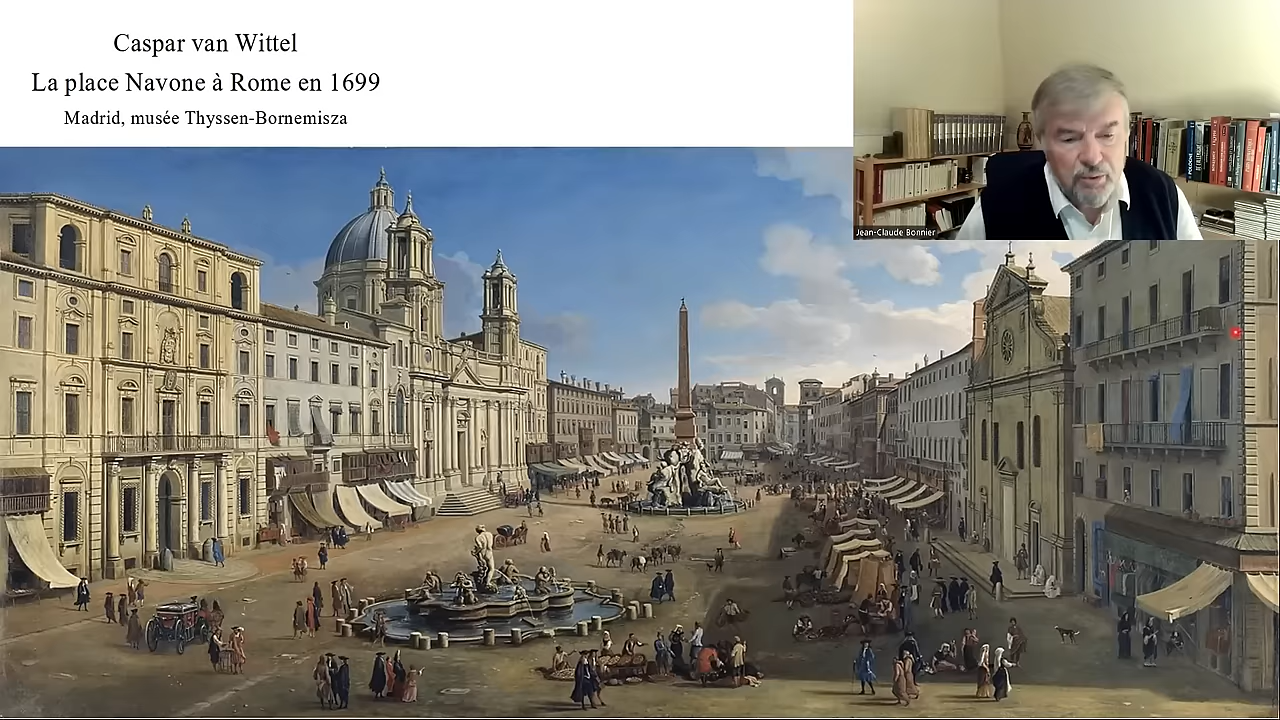 Caspar van Wittel
La place Navone à Rome en 1699
Madrid, musée Thyssen-Bornemisza
Jean-Claude Bonnier